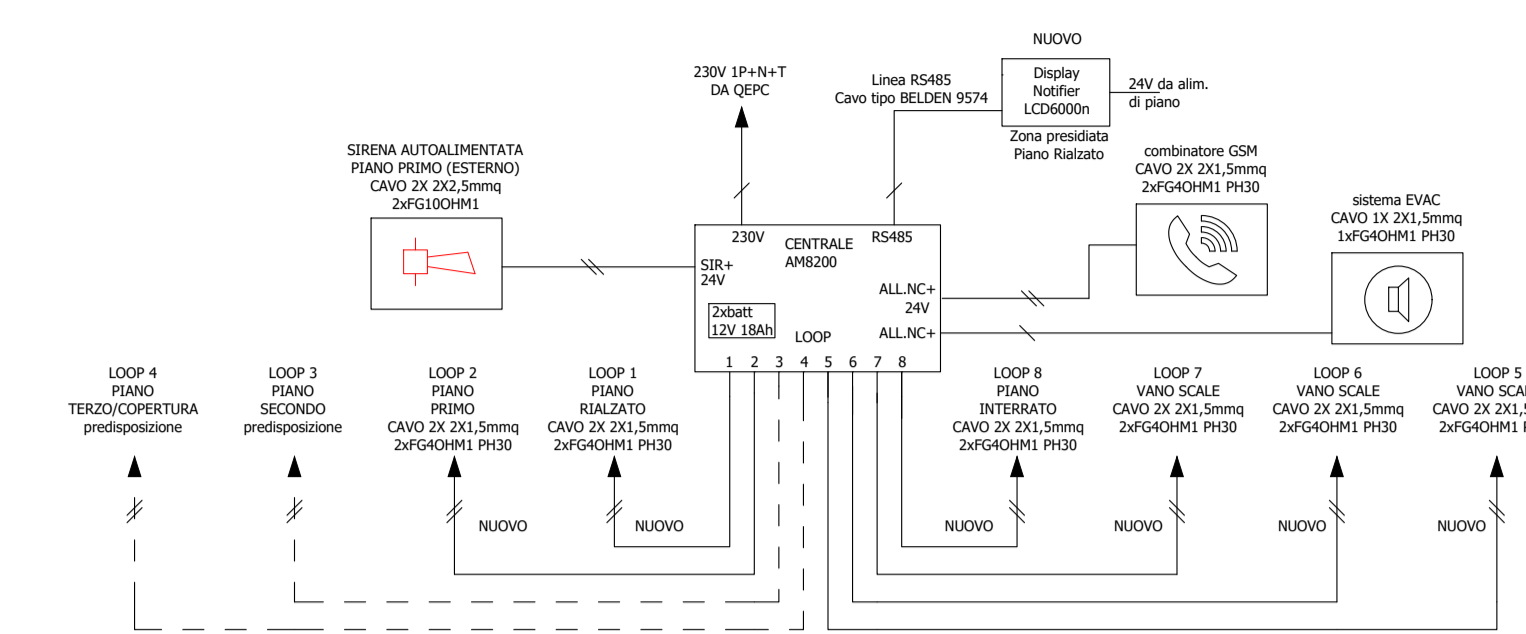 NUOVO
230V 1P+N+T
DA QEPC
Linea RS485
Cavo tipo BELDEN 9574
Display
Notifier
LCD6000n
24V da alim.
di piano
Zona presidiata
Piano Rialzato
SIRENA AUTOALIMENTATA
PIANO PRIMO (ESTERNO)
CAVO 2X 2X2,5mmq
2xFG10OHM1
combinatore GSM
CAVO 2X 2X1,5mmq
2xFG4OHM1 PH30
sistema EVAC
CAVO 1X 2X1,5mmq
1xFG4OHM1 PH30
230V
CENTRALE
AM8200
RS485
SIR+
24V
ALL.NC+
24V
ALL.NC+
2xbatt
12V 18Ah
LOOP
1 2 3 4 5 6 7 8
LOOP 4
PIANO
TERZO/COPERTURA
predisposizione
LOOP 3
PIANO
SECONDO
predisposizione
LOOP 2
PIANO
PRIMO
CAVO 2X 2X1,5mmq
2xFG4OHM1 PH30
LOOP 1
PIANO
RIALZATO
CAVO 2X 2X1,5mmq
2xFG4OHM1 PH30
LOOP 8
PIANO
INTERRATO
CAVO 2X 2X1,5mmq
2xFG4OHM1 PH30
LOOP 7
VANO SCALE
CAVO 2X 2X1,5mmq
2xFG4OHM1 PH30
LOOP 6
VANO SCALE
CAVO 2X 2X1,5mmq
2xFG4OHM1 PH30
LOOP 5
VANO SCA
CAVO 2X 2X1,
2xFG4OHM1
NUOVO
NUOVO
NUOVO
NUOVO
NUOVO
NUOVO